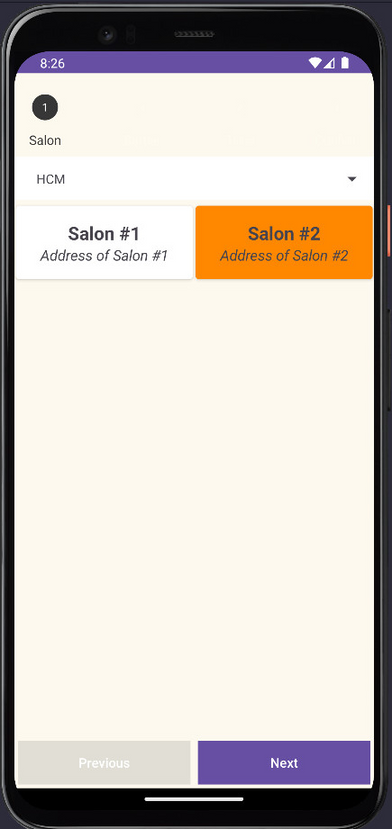 8:26
1
Salon
HCM
Salon #1
Address of Salon #1
Salon #2
Address of Salon #2
Previous
Next